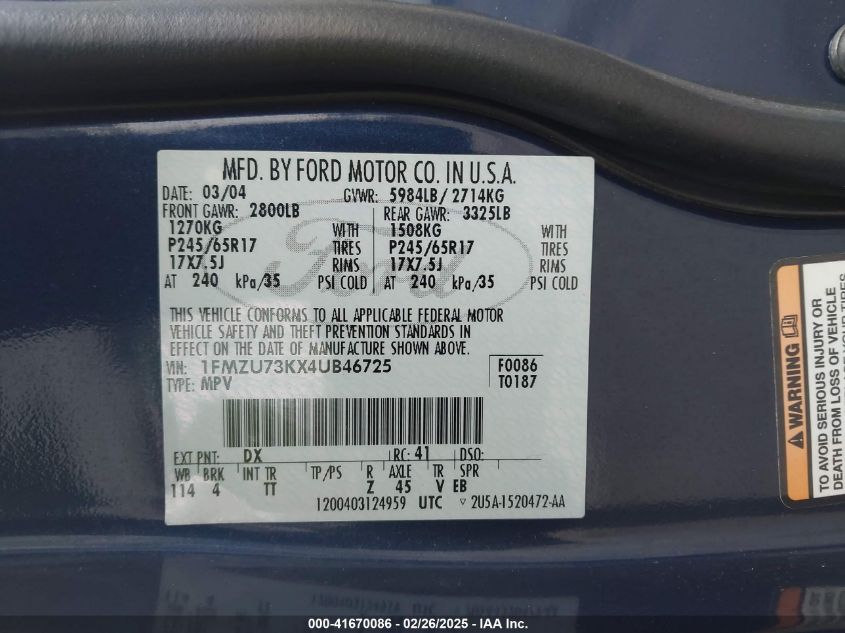 MFD. BY FORD MOTOR CO. IN U.S.A.
DATE: 03/04 GVWR: 5984LB/ 2714KG
FRONT GAWR: 2800LB REAR GAWR: 3325LB
1270KG WITH 1508KG WITH
P245/65R17 TIRES P245/65R17 TIRES
17X7.5J RIMS 17X7.5J RIMS
AT 240 kPa/35 PSI COLD AT 240 kPa/35 PSI COLD
Ford
THIS VEHICLE CONFORMS TO ALL APPLICABLE FEDERAL MOTOR
VEHICLE SAFETY AND THEFT PREVENTION STANDARDS IN
EFFECT ON THE DATE OF MANUFACTURE SHOWN ABOVE.
VIN: 1FMZU73KX4UB46725 F0086
TYPE: MPV T0187
EXT PNT: DX RC: 41 DSO:
WB BRK INT TR TP/PS R AXLE TR SPR
114 4 TT Z 45 V EB
1200403124959 UTC ▽ 2U5A-1520472-AA
WARNING
TO AVOID SERIOUS INJURY OR
DEATH FROM LOSS OF VEHICLE
000-41670086 - 02/26/2025 - IAA Inc.